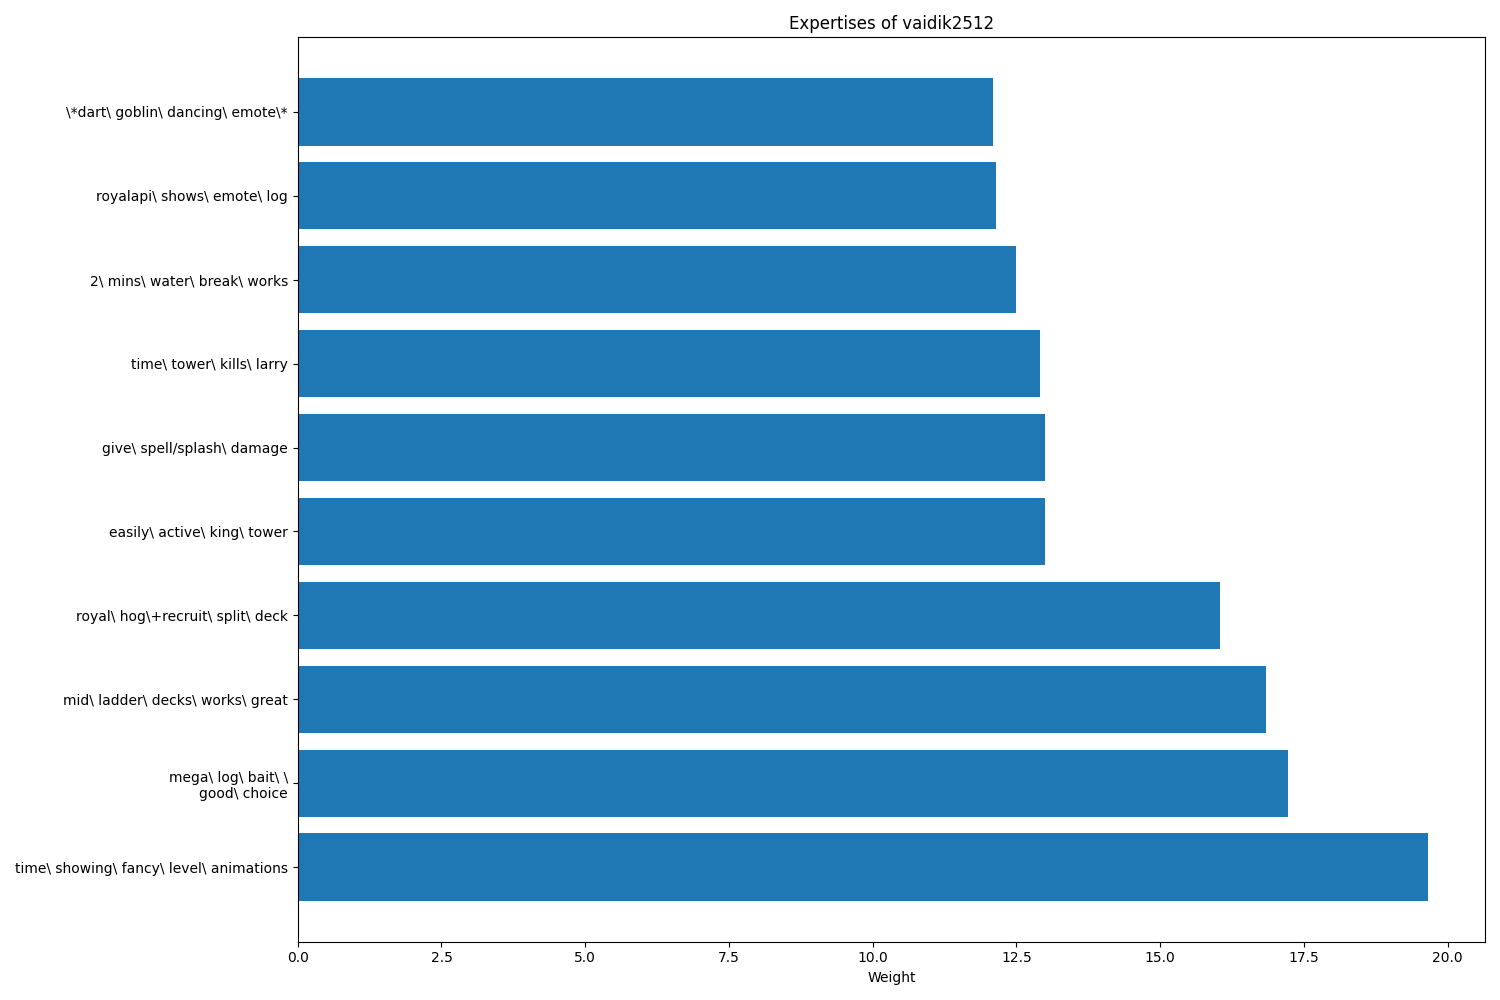 Expertises of vaidik2512
\*dart\ goblin\ dancing\ emote\*
royalapi\ shows\ emote\ log
2\ mins\ water\ break\ works
time\ tower\ kills\ larry
give\ spell/splash\ damage
easily\ active\ king\ tower
royal\ hog\+recruit\ split\ deck
mid\ ladder\ decks\ works\ great
mega\ log\ bait\ \
good\ choice
time\ showing\ fancy\ level\ animations
0.0 2.5 5.0 7.5 10.0 12.5 15.0 17.5 20.0
Weight